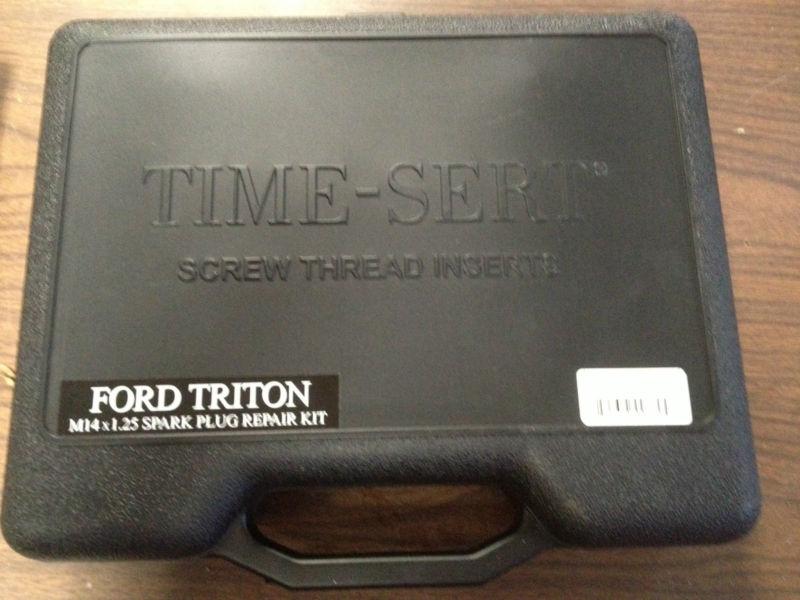 TIME-SERT®
SCREW THREAD INSERTS
FORD TRITON
M14 x 1.25 SPARK PLUG REPAIR KIT